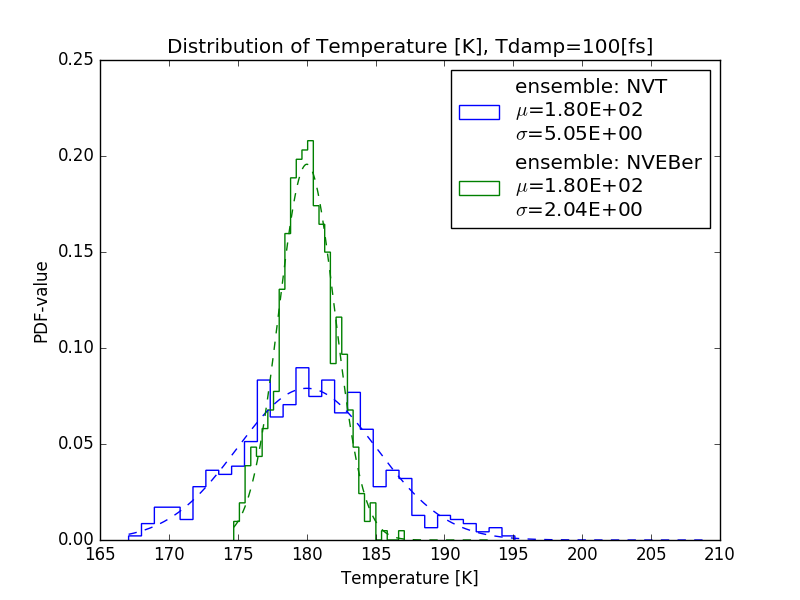 Distribution of Temperature [K], Tdamp=100[fs]
0.25
0.20
0.15
0.10
0.05
0.00
PDF-value
ensemble: NVT
μ=1.80E+02
σ=5.05E+00
ensemble: NVEBer
μ=1.80E+02
σ=2.04E+00
165 170 175 180 185 190 195 200 205 210
Temperature [K]